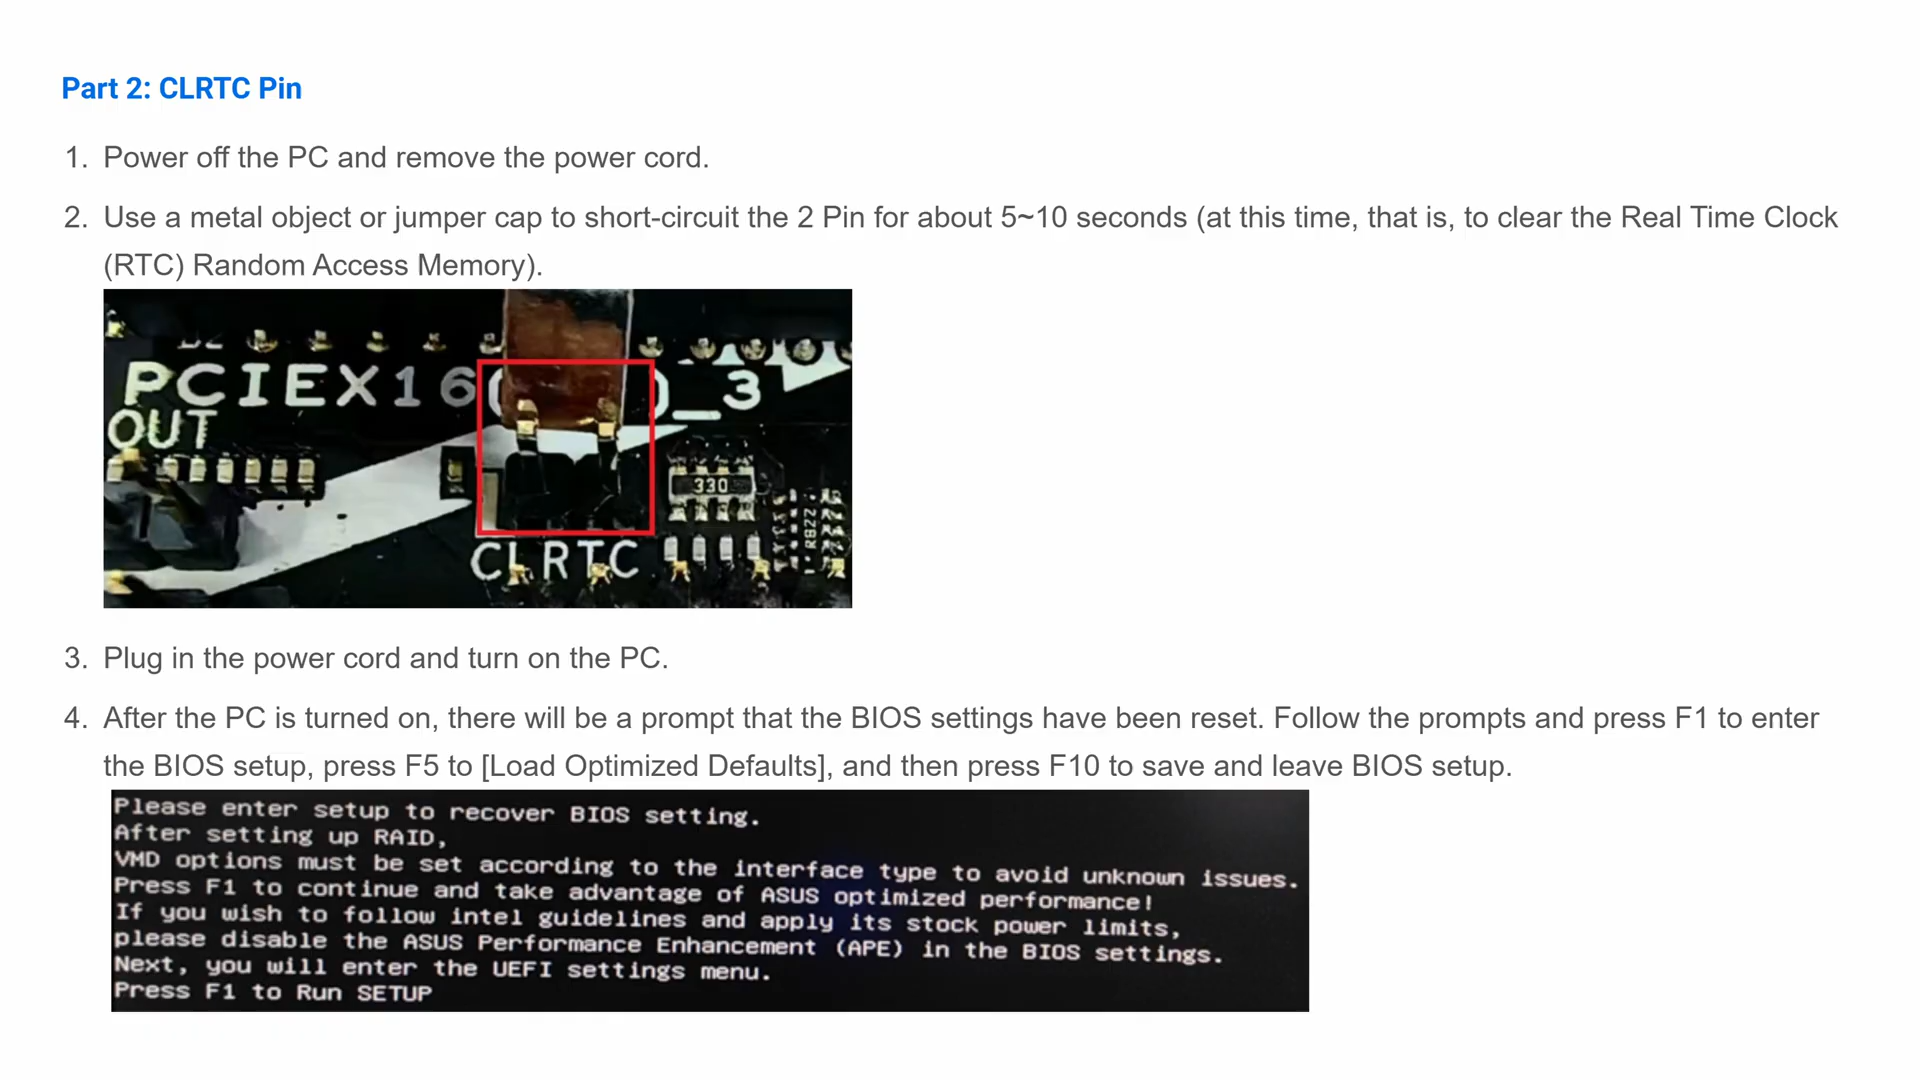 Part 2: CLRTC Pin
1. Power off the PC and remove the power cord.
2. Use a metal object or jumper cap to short-circuit the 2 Pin for about 5~10 seconds (at this time, that is, to clear the Real Time Clock
(RTC) Random Access Memory).
PCIEX16( )_3
OUT
330
RB22
CLRTC
3. Plug in the power cord and turn on the PC.
4. After the PC is turned on, there will be a prompt that the BIOS settings have been reset. Follow the prompts and press F1 to enter
the BIOS setup, press F5 to [Load Optimized Defaults], and then press F10 to save and leave BIOS setup.
Please enter setup to recover BIOS setting.
After setting up RAID,
VMD options must be set according to the interface type to avoid unknown issues.
Press F1 to continue and take advantage of ASUS optimized performance!
If you wish to follow intel guidelines and apply its stock power limits,
please disable the ASUS Performance Enhancement (APE) in the BIOS settings.
Next, you will enter the UEFI settings menu.
Press F1 to Run SETUP